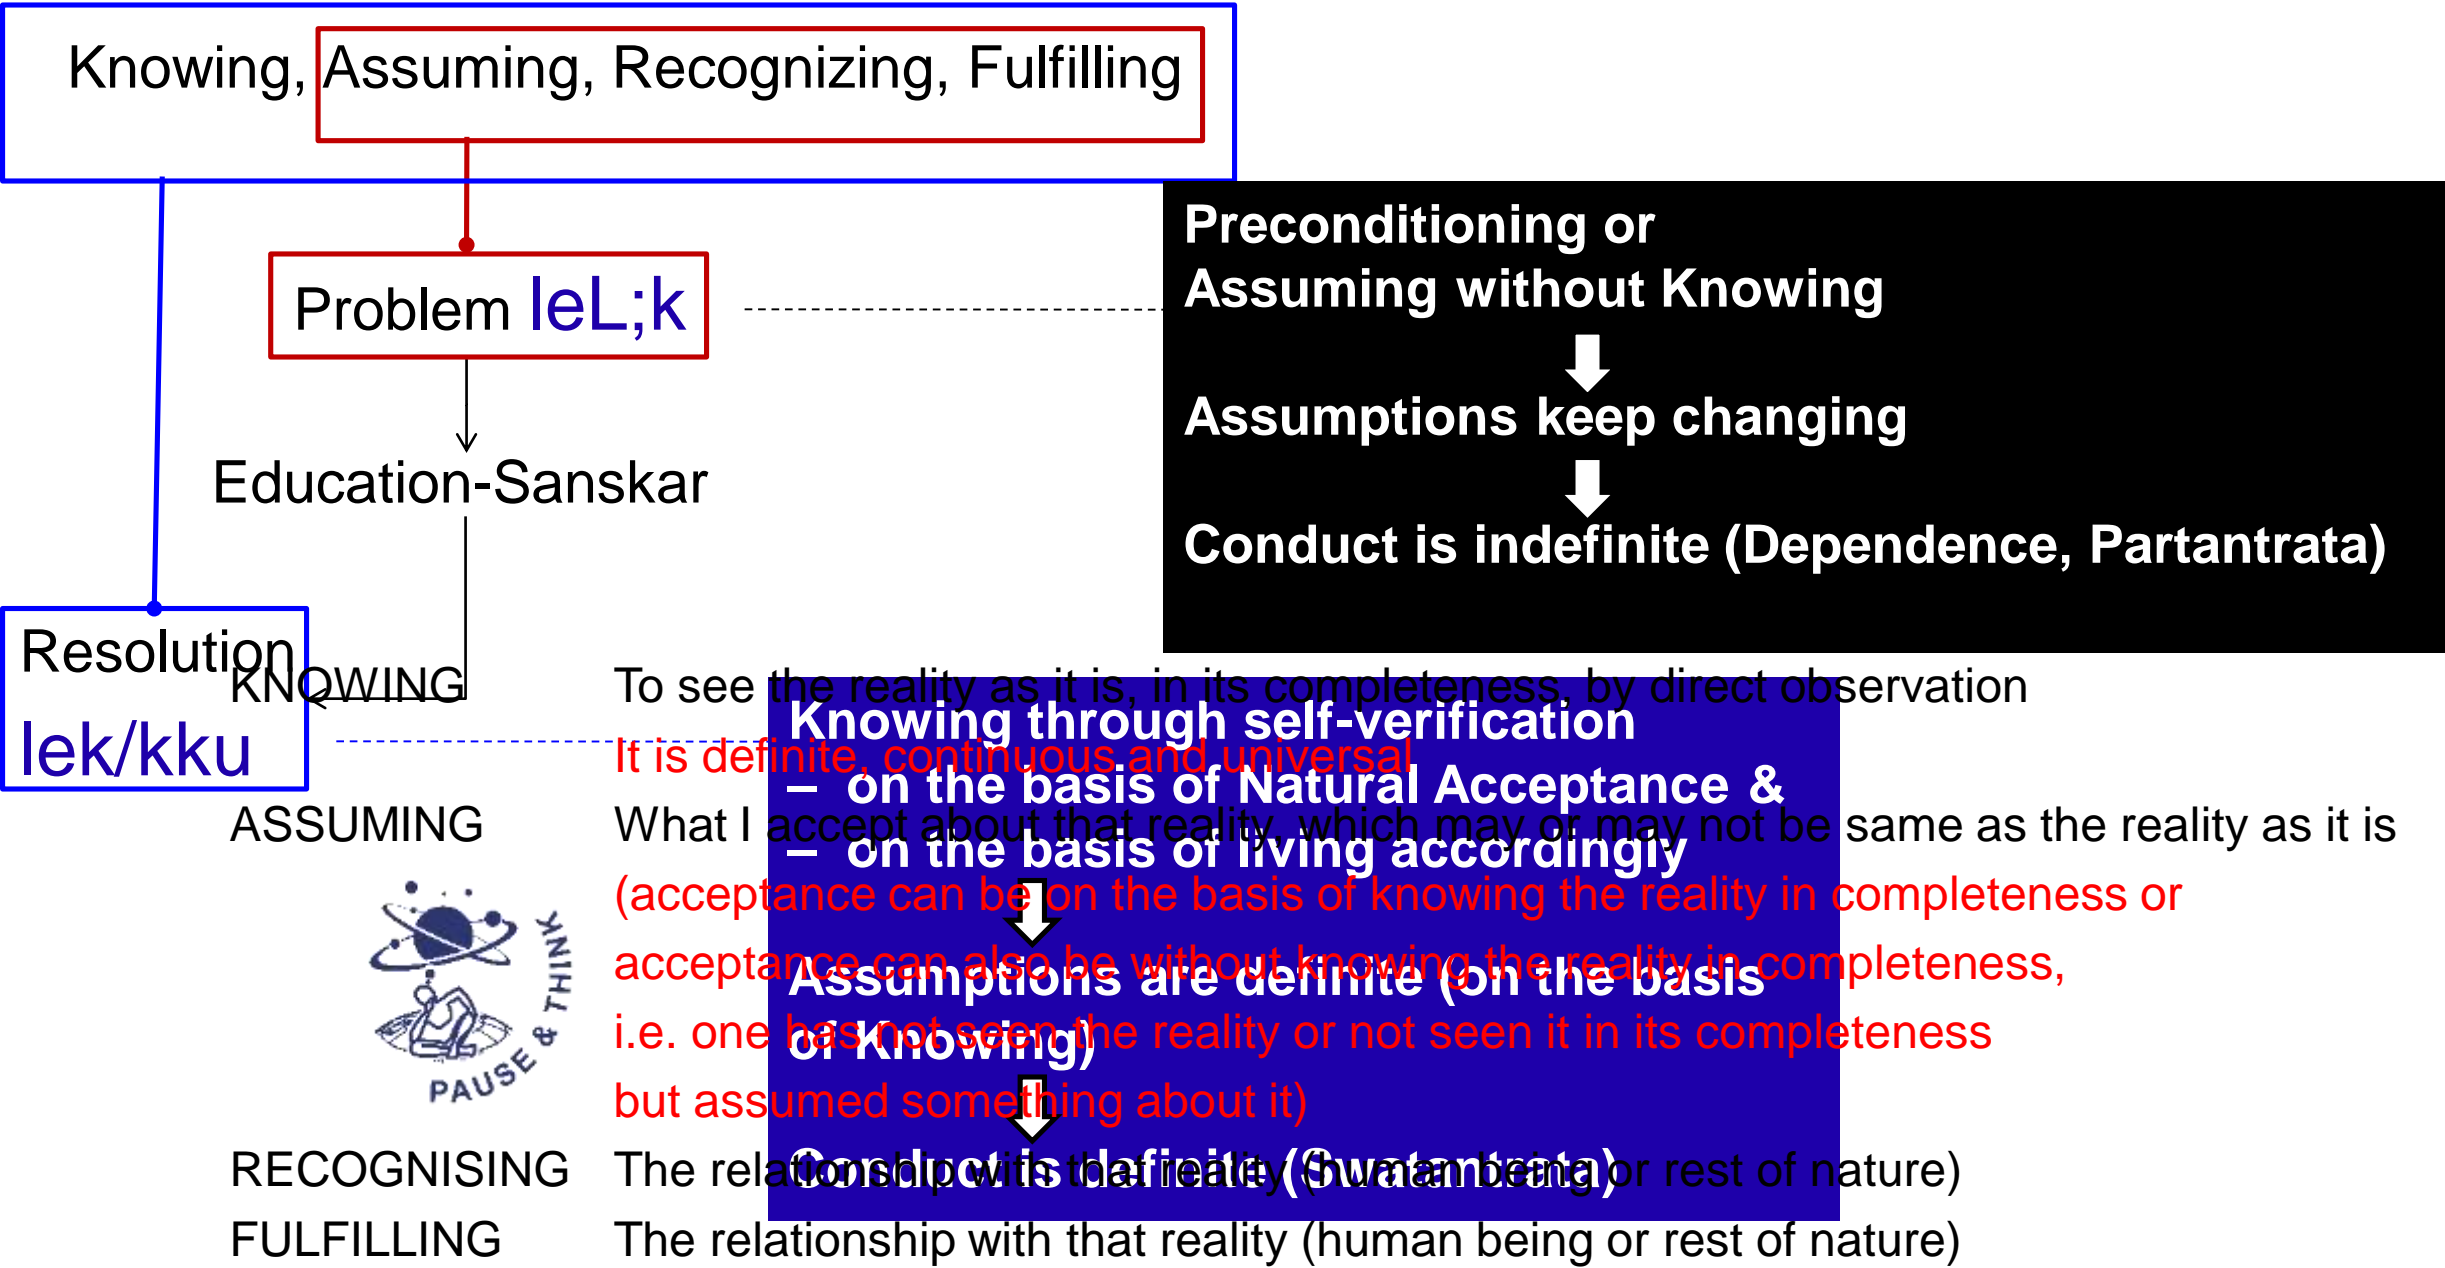 Knowing, Assuming, Recognizing, Fulfilling
Problem leL;k
Education-Sanskar
Resolution
lek/kku
Preconditioning or
Assuming without Knowing
Assumptions keep changing
Conduct is indefinite (Dependence, Partantrata)
Knowing through self-verification
– on the basis of Natural Acceptance &
– on the basis of living accordingly
Assumptions are definite (on the basis
of Knowing)
Conduct is definite (Swatantrata)
KNOWING To see the reality as it is, in its completeness, by direct observation
It is definite, continuous and universal
ASSUMING What I accept about that reality, which may or may not be same as the reality as it is
(acceptance can be on the basis of knowing the reality in completeness or
acceptance can also be without knowing the reality in completeness,
i.e. one has not seen the reality or not seen it in its completeness
but assumed something about it)
PAUSE & THINK
RECOGNISING The relationship with that reality (human being or rest of nature)
FULFILLING The relationship with that reality (human being or rest of nature)